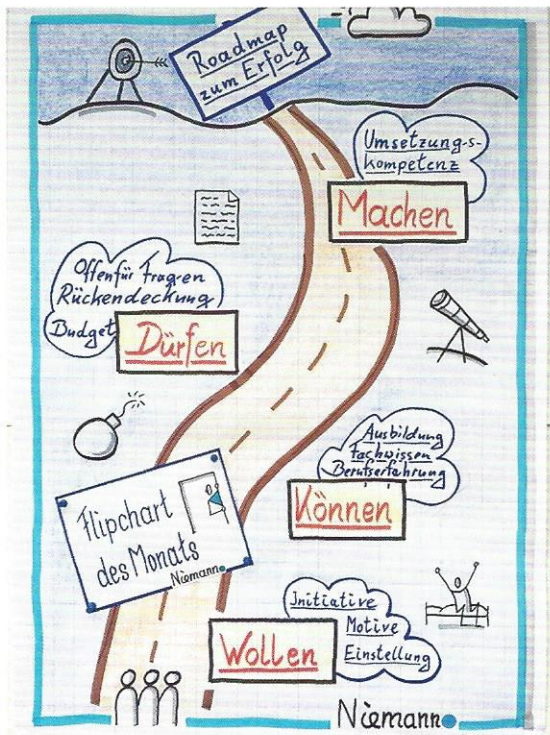 Roadmap
zum Erfolg
Umsetzungs-
kompetenz
Machen
Offen für Fragen
Rückendeckung
Budget
Dürfen
Ausbildung
Fachwissen
Berufserfahrung
Können
Flipchart
des Monats
Niemann
Initiative
Motive
Einstellung
Wollen
Niemann